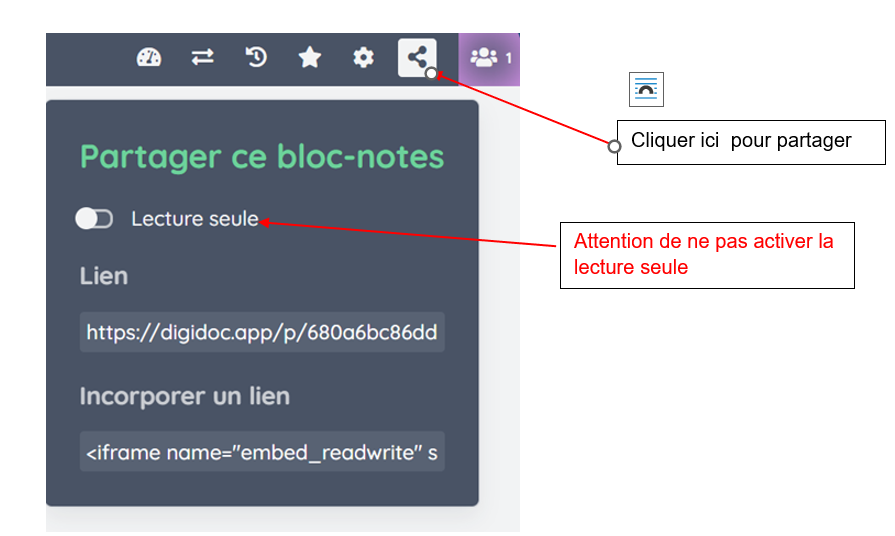 1
Cliquer ici pour partager
Partager ce bloc-notes
Lecture seule
Attention de ne pas activer la
lecture seule
Lien
https://digidoc.app/p/680a6bc86dd
Incorporer un lien
<iframe name="embed_readwrite" s